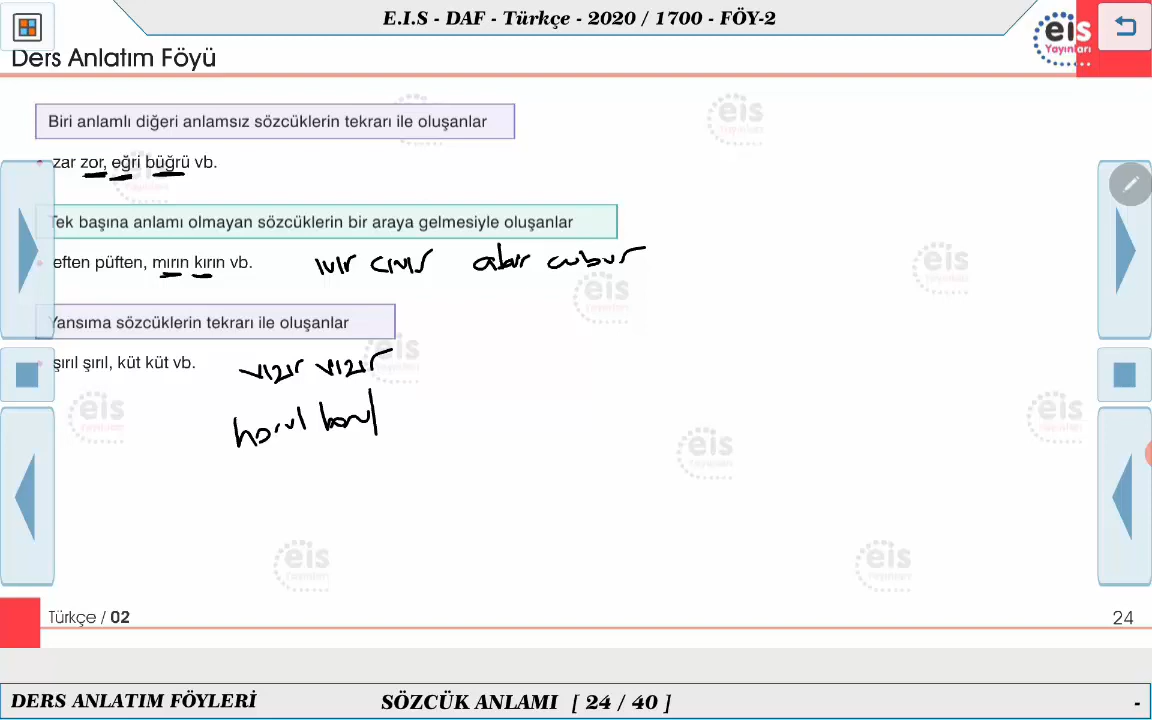 E.I.S - DAF - Türkçe - 2020 / 1700 - FÖY-2
eis
Yayınları
Ders Anlatım Föyü
Biri anlamlı diğeri anlamsız sözcüklerin tekrarı ile oluşanlar
zar zor, eğri büğrü vb.
Tek başına anlamı olmayan sözcüklerin bir araya gelmesiyle oluşanlar
eften püften, mırın kırın vb. ıvır cıvır abur cubur
Yansıma sözcüklerin tekrarı ile oluşanlar
şırıl şırıl, küt küt vb. vızır vızır
horul horul
Türkçe / 02
24
DERS ANLATIM FÖYLERİ SÖZCÜK ANLAMI [ 24 / 40 ] -